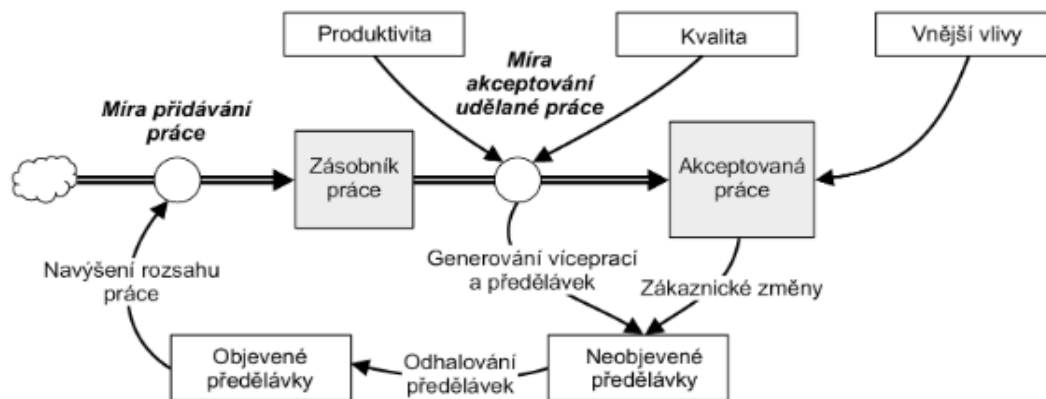 Produktivita
Kvalita
Vnější vlivy
Míra
akceptování
udělané práce
Míra přidávání
práce
Zásobník
práce
Akceptovaná
práce
Generování víceprací
a předělávek
Zákaznické změny
Navýšení rozsahu
práce
Objevené
předělávky
Odhalování
předělávek
Neobjevené
předělávky